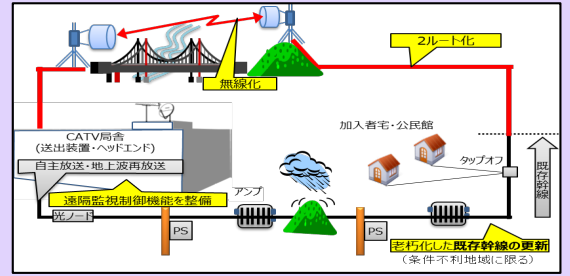 2ルート化
無線化
CATV局舎
(送出装置・ヘッドエンド)
自主放送・地上波再放送
遠隔監視制御機能を整備
光ノード
アンプ
PS
PS
加入者宅・公民館
タップオフ
既存幹線
老朽化した既存幹線の更新
(条件不利地域に限る)